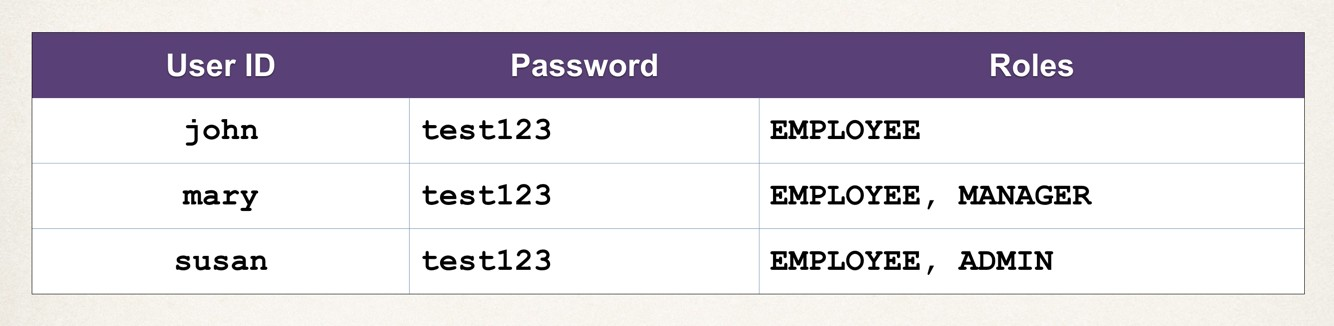 User ID Password Roles
john test123 EMPLOYEE
mary test123 EMPLOYEE, MANAGER
susan test123 EMPLOYEE, ADMIN